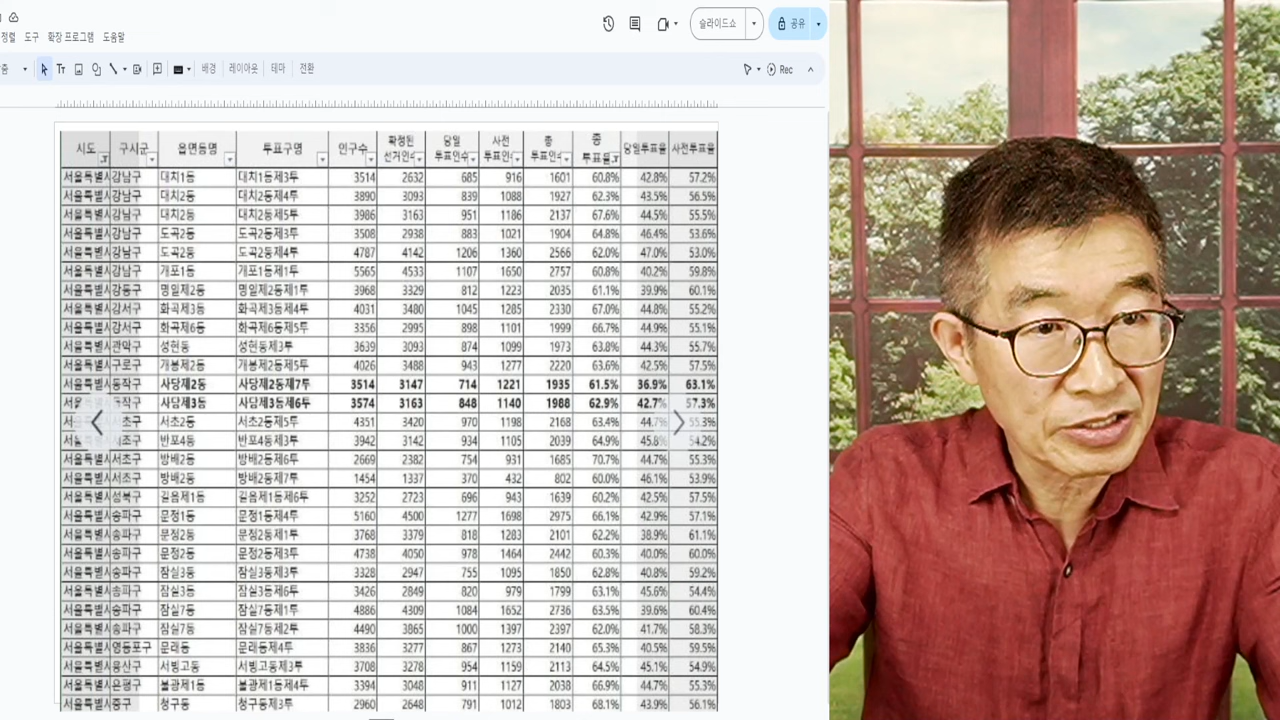 슬라이드쇼 공유
정렬 도구 확장 프로그램 도움말
배경 레이아웃 테마 전환 Rec
시도 구시군 읍면동명 투표구명 인구수 확정된 선거인수 당일 투표인수 사전 투표인수 총 투표인수 총 투표율 당일투표율 사전투표율
서울특별시 강남구 대치1동 대치1동제3투 3514 2632 685 916 1601 60.8% 42.8% 57.2%
서울특별시 강남구 대치2동 대치2동제4투 3890 3093 839 1088 1927 62.3% 43.5% 56.5%
서울특별시 강남구 대치2동 대치2동제5투 3986 3163 951 1186 2137 67.6% 44.5% 55.5%
서울특별시 강남구 도곡2동 도곡2동제3투 3508 2938 883 1021 1904 64.8% 46.4% 53.6%
서울특별시 강남구 도곡2동 도곡2동제4투 4787 4142 1206 1360 2566 62.0% 47.0% 53.0%
서울특별시 강남구 개포1동 개포1동제1투 5565 4533 1107 1650 2757 60.8% 40.2% 59.8%
서울특별시 강동구 명일제2동 명일제2동제1투 3968 3329 812 1223 2035 61.1% 39.9% 60.1%
서울특별시 강서구 화곡제3동 화곡제3동제4투 4031 3480 1045 1285 2330 67.0% 44.8% 55.2%
서울특별시 강서구 화곡제6동 화곡제6동제5투 3356 2995 898 1101 1999 66.7% 44.9% 55.1%
서울특별시 관악구 성현동 성현동제3투 3639 3093 874 1099 1973 63.8% 44.3% 55.7%
서울특별시 구로구 개봉제2동 개봉제2동제5투 4026 3488 943 1277 2220 63.6% 42.5% 57.5%
서울특별시 동작구 사당제2동 사당제2동제7투 3514 3147 714 1221 1935 61.5% 36.9% 63.1%
서울특별시 동작구 사당제3동 사당제3동제6투 3574 3163 848 1140 1988 62.9% 42.7% 57.3%
서울특별시 서초구 서초2동 서초2동제5투 4351 3420 970 1198 2168 63.4% 44.7% 55.3%
서울특별시 서초구 반포4동 반포4동제3투 3942 3142 934 1105 2039 64.9% 45.8% 54.2%
서울특별시 서초구 방배2동 방배2동제6투 2669 2382 754 931 1685 70.7% 44.7% 55.3%
서울특별시 서초구 방배2동 방배2동제7투 1454 1337 370 432 802 60.0% 46.1% 53.9%
서울특별시 성북구 길음제1동 길음제1동제6투 3252 2723 696 943 1639 60.2% 42.5% 57.5%
서울특별시 송파구 문정1동 문정1동제4투 5160 4500 1277 1698 2975 66.1% 42.9% 57.1%
서울특별시 송파구 문정2동 문정2동제1투 3768 3379 818 1283 2101 62.2% 38.9% 61.1%
서울특별시 송파구 문정2동 문정2동제3투 4738 4050 978 1464 2442 60.3% 40.0% 60.0%
서울특별시 송파구 잠실3동 잠실3동제3투 3328 2947 755 1095 1850 62.8% 40.8% 59.2%
서울특별시 송파구 잠실3동 잠실3동제6투 3426 2849 820 979 1799 63.1% 45.6% 54.4%
서울특별시 송파구 잠실7동 잠실7동제1투 4886 4309 1084 1652 2736 63.5% 39.6% 60.4%
서울특별시 송파구 잠실7동 잠실7동제2투 4490 3865 1000 1397 2397 62.0% 41.7% 58.3%
서울특별시 영등포구 문래동 문래동제4투 3836 3277 867 1273 2140 65.3% 40.5% 59.5%
서울특별시 용산구 서빙고동 서빙고동제3투 3708 3278 954 1159 2113 64.5% 45.1% 54.9%
서울특별시 은평구 불광제1동 불광제1동제4투 3394 3048 911 1127 2038 66.9% 44.7% 55.3%
서울특별시 중구 청구동 청구동제3투 2960 2648 791 1012 1803 68.1% 43.9% 56.1%